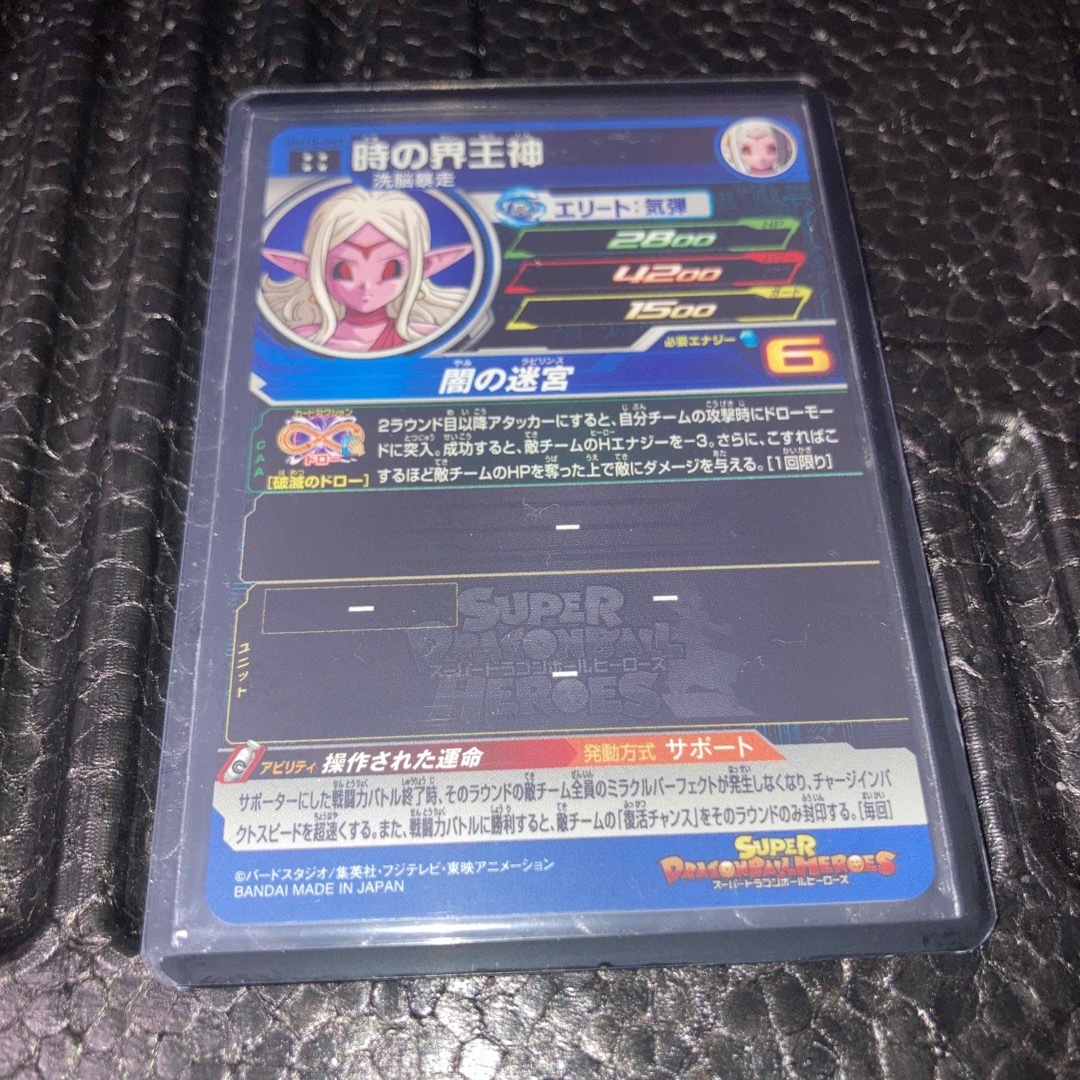 時の界王神
洗脳暴走
エリート：気弾
HP
2800
パワー
4200
ガード
1500
必要エナジー
6
やみ ラビリンス
闇の迷宮
カードアクション
ドロー
[破滅のドロー]
CAA
2ラウンド目以降アタッカーにすると、自分チームの攻撃時にドローモー
ドに突入。成功すると、敵チームのHエナジーを−3。さらに、こすればこ
するほど敵チームのHPを奪った上で敵にダメージを与える。[1回限り]
−
ユニット
− −
−
SUPER
DRAGONBALL
スーパードラゴンボールヒーローズ
HEROES
アビリティ 操作された運命 発動方式 サポート
サポーターにした戦闘力バトル終了時、そのラウンドの敵チーム全員のミラクルパーフェクトが発生しなくなり、チャージインパ
クトスピードを超速くする。また、戦闘力バトルに勝利すると、敵チームの「復活チャンス」をそのラウンドのみ封印する。[毎回]
©バードスタジオ/集英社・フジテレビ・東映アニメーション
BANDAI MADE IN JAPAN
SUPER
DRAGONBALL HEROES
スーパードラゴンボールヒーローズ